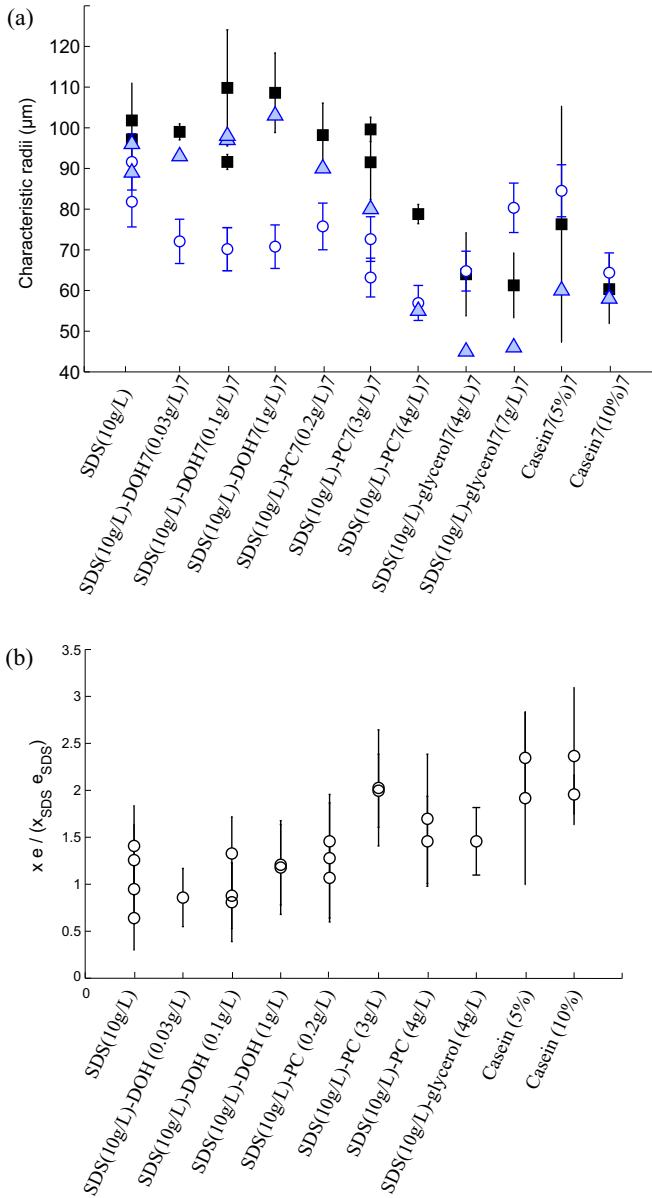 (a)
Characteristic radii (μm)
120
110
100
90
80
70
60
50
40
SDS(10g/L)
SDS(10g/L)-DOH7(0.03g/L)7
SDS(10g/L)-DOH7(0.1g/L)7
SDS(10g/L)-DOH7(1g/L)7
SDS(10g/L)-PC7(0.2g/L)7
SDS(10g/L)-PC7(3g/L)7
SDS(10g/L)-PC7(4g/L)7
SDS(10g/L)-glycerol7(4g/L)7
SDS(10g/L)-glycerol7(7g/L)7
Casein7(5%)7
Casein7(10%)7
(b)
x e / (xSDS eSDS)
3.5
3
2.5
2
1.5
1
0.5
0
0
SDS(10g/L)
SDS(10g/L)-DOH (0.03g/L)
SDS(10g/L)-DOH (0.1g/L)
SDS(10g/L)-DOH (1g/L)
SDS(10g/L)-PC (0.2g/L)
SDS(10g/L)-PC (3g/L)
SDS(10g/L)-PC (4g/L)
SDS(10g/L)-glycerol (4g/L)
Casein (5%)
Casein (10%)